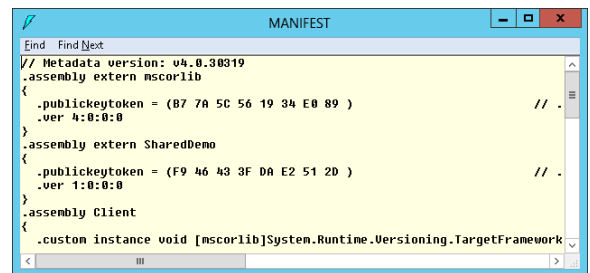 MANIFEST
Find Find Next
// Metadata version: v4.0.30319
.assembly extern mscorlib
{
.publickeytoken = (B7 7A 5C 56 19 34 E0 89 ) // .
.ver 4:0:0:0
}
.assembly extern SharedDemo
{
.publickeytoken = (F9 46 43 3F DA E2 51 2D ) // .
.ver 1:0:0:0
}
.assembly Client
{
.custom instance void [mscorlib]System.Runtime.Versioning.TargetFramework